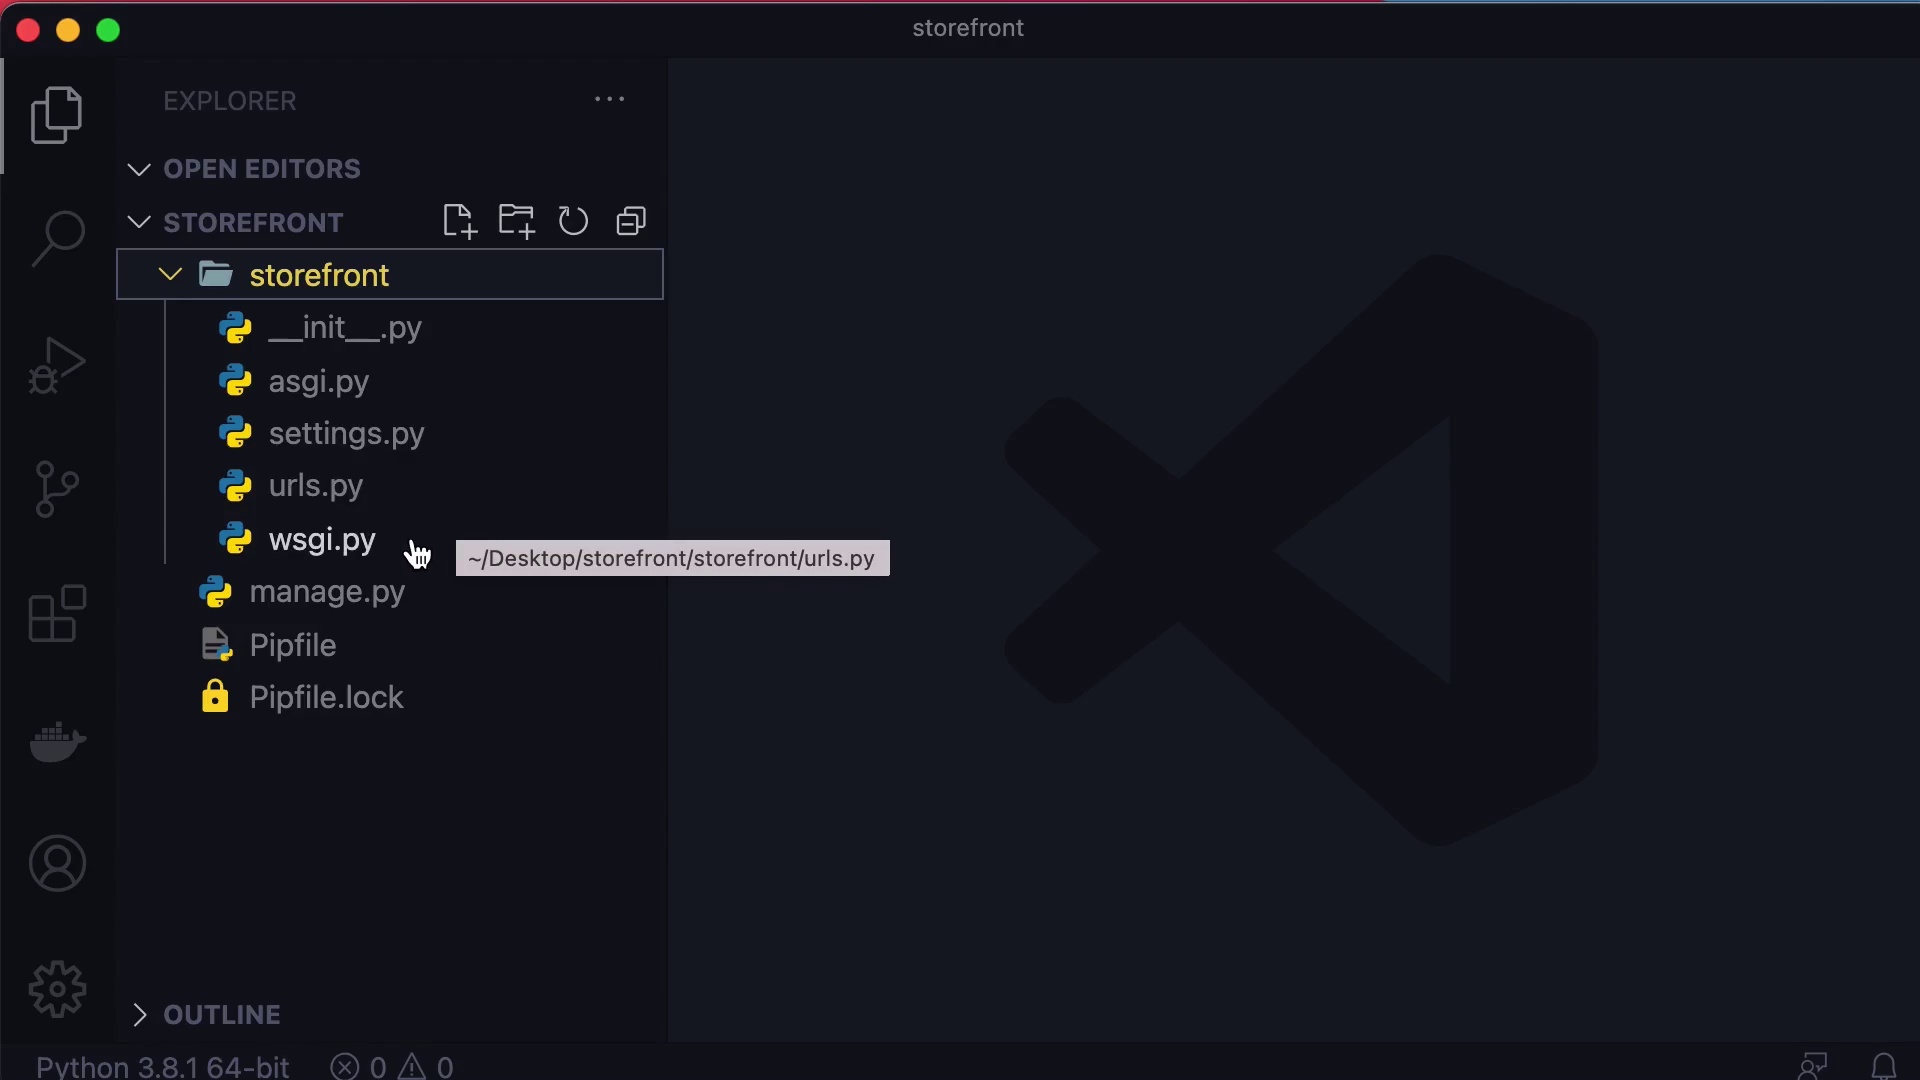 storefront
EXPLORER
OPEN EDITORS
STOREFRONT
storefront
__init__.py
asgi.py
settings.py
urls.py
wsgi.py
~/Desktop/storefront/storefront/urls.py
manage.py
Pipfile
Pipfile.lock
OUTLINE
Python 3.8.1 64-bit 0 0